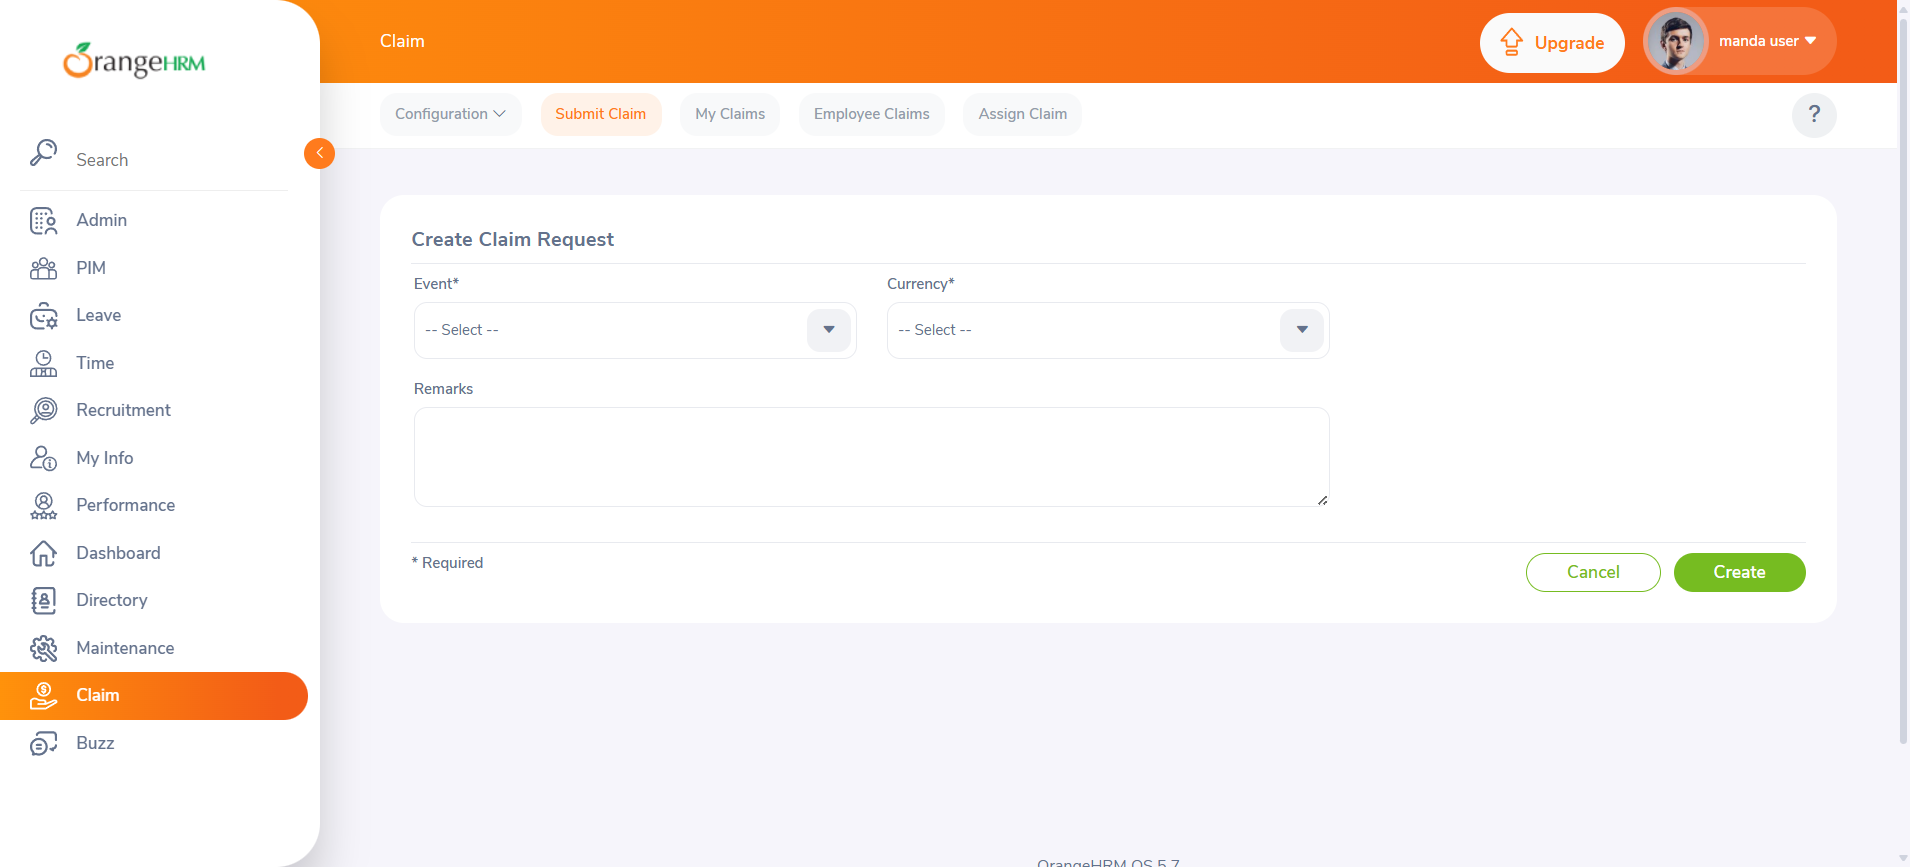 OrangeHRM
Search
Admin
PIM
Leave
Time
Recruitment
My Info
Performance
Dashboard
Directory
Maintenance
Claim
Buzz
Claim
Upgrade
manda user
Configuration
Submit Claim
My Claims
Employee Claims
Assign Claim
?
Create Claim Request
Event*
Currency*
-- Select --
-- Select --
Remarks
* Required
Cancel
Create
OrangeHRM OS 5.7